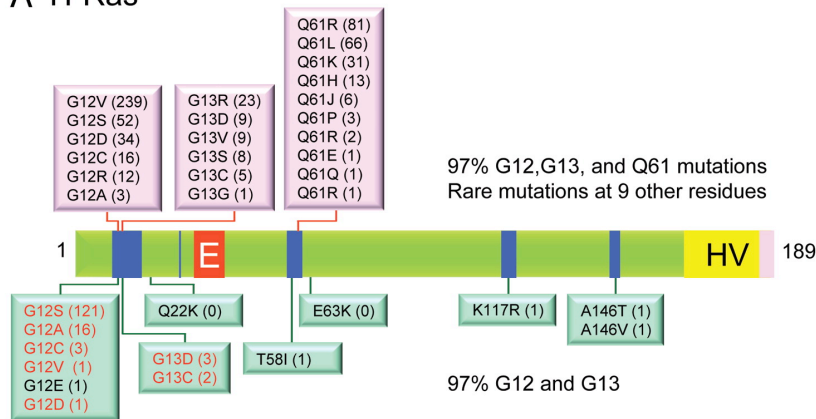 A H-Ras
Q61R (81)
Q61L (66)
Q61K (31)
Q61H (13)
Q61J (6)
Q61P (3)
Q61R (2)
Q61E (1)
Q61Q (1)
Q61R (1)
G12V (239)
G12S (52)
G12D (34)
G12C (16)
G12R (12)
G12A (3)
G13R (23)
G13D (9)
G13V (9)
G13S (8)
G13C (5)
G13G (1)
97% G12,G13, and Q61 mutations
Rare mutations at 9 other residues
1
E
HV
189
G12S (121)
G12A (16)
G12C (3)
G12V (1)
G12E (1)
G12D (1)
Q22K (0)
G13D (3)
G13C (2)
T58I (1)
E63K (0)
K117R (1)
A146T (1)
A146V (1)
97% G12 and G13